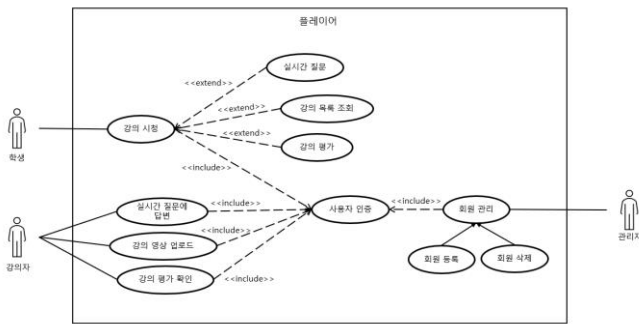 플레이어
실시간 질문
<<extend>>
<<extend>>
강의 목록 조회
강의 시청
<<extend>>
강의 평가
학생
<<include>>
실시간 질문에
답변
<<include>>
사용자 인증
<<include>>
회원 관리
<<include>>
강의 영상 업로드
관리자
강의자
강의 평가 확인
<<include>>
회원 등록
회원 삭제